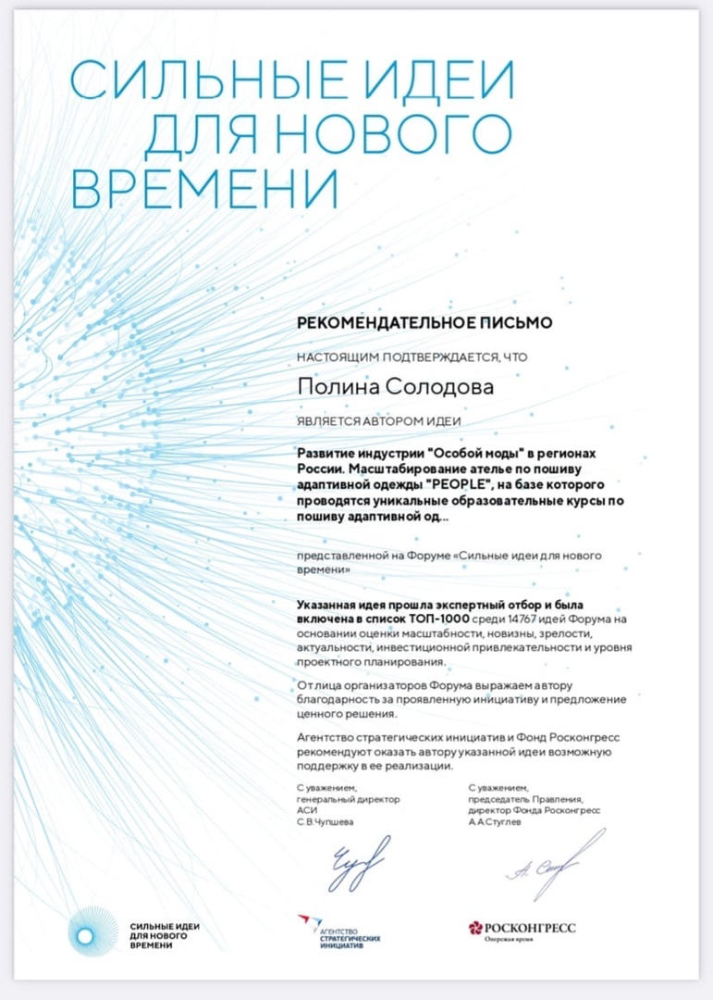 СИЛЬНЫЕ ИДЕИ
ДЛЯ НОВОГО
ВРЕМЕНИ
РЕКОМЕНДАТЕЛЬНОЕ ПИСЬМО
НАСТОЯЩИМ ПОДТВЕРЖДАЕТСЯ, ЧТО
Полина Солодова
ЯВЛЯЕТСЯ АВТОРОМ ИДЕИ
Развитие индустрии "Особой моды" в регионах
России. Масштабирование ателье по пошиву
адаптивной одежды "PEOPLE", на базе которого
проводятся уникальные образовательные курсы по
пошиву адаптивной од...
представленной на Форуме «Сильные идеи для нового
времени»
Указанная идея прошла экспертный отбор и была
включена в список ТОП-1000 среди 14767 идей Форума на
основании оценки масштабности, новизны, зрелости,
актуальности, инвестиционной привлекательности и уровня
проектного планирования.
От лица организаторов Форума выражаем автору
благодарность за проявленную инициативу и предложение
ценного решения.
Агентство стратегических инициатив и Фонд Росконгресс
рекомендуют оказать автору указанной идеи возможную
поддержку в ее реализации.
С уважением,
генеральный директор
АСИ
С.В.Чупшева
С уважением,
председатель Правления,
директор Фонда Росконгресс
А.А.Стуглев
СИЛЬНЫЕ ИДЕИ
ДЛЯ НОВОГО
ВРЕМЕНИ
АГЕНТСТВО
СТРАТЕГИЧЕСКИХ
ИНИЦИАТИВ
РОСКОНГРЕСС
Опережая время